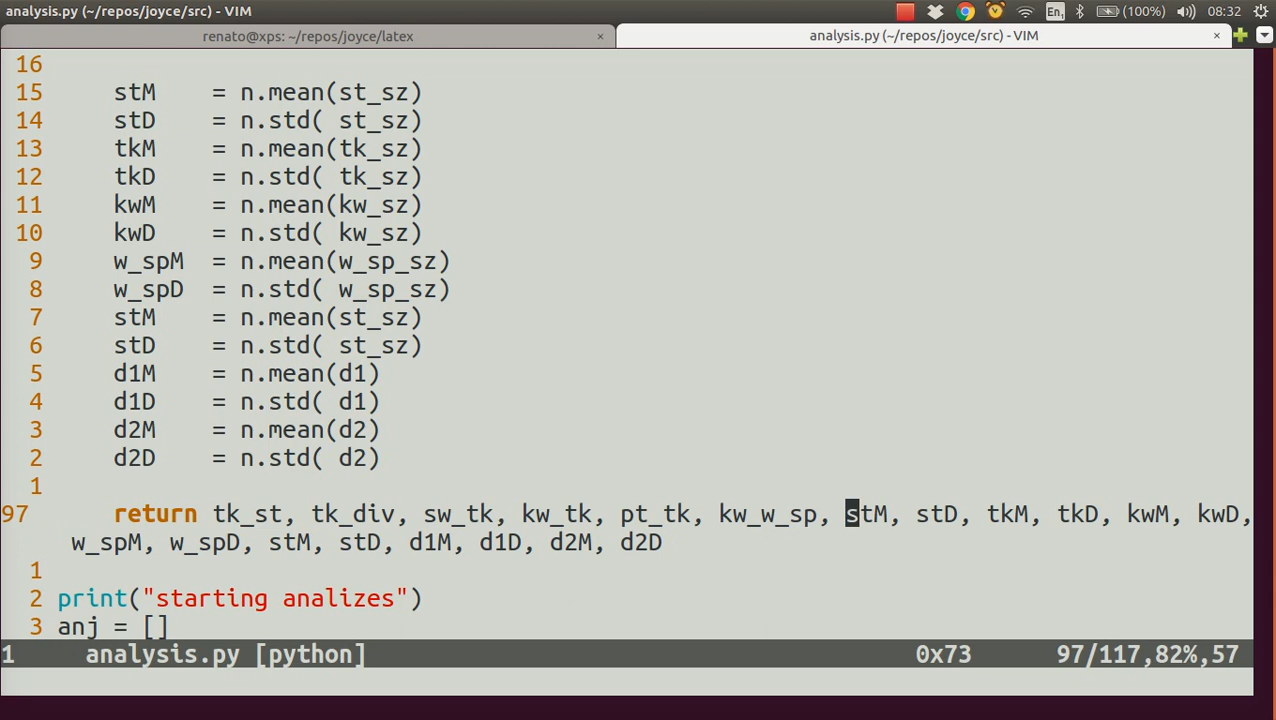 analysis.py (~/repos/joyce/src) - VIM
En1 (100%) 08:32
renato@xps: ~/repos/joyce/latex × analysis.py (~/repos/joyce/src) - VIM ×
16
15 stM = n.mean(st_sz)
14 stD = n.std( st_sz)
13 tkM = n.mean(tk_sz)
12 tkD = n.std( tk_sz)
11 kwM = n.mean(kw_sz)
10 kwD = n.std( kw_sz)
9 w_spM = n.mean(w_sp_sz)
8 w_spD = n.std( w_sp_sz)
7 stM = n.mean(st_sz)
6 stD = n.std( st_sz)
5 d1M = n.mean(d1)
4 d1D = n.std( d1)
3 d2M = n.mean(d2)
2 d2D = n.std( d2)
1
97 return tk_st, tk_div, sw_tk, kw_tk, pt_tk, kw_w_sp, stM, stD, tkM, tkD, kwM, kwD,
w_spM, w_spD, stM, stD, d1M, d1D, d2M, d2D
1
2 print("starting analizes")
3 anj = []
1 analysis.py [python] 0x73 97/117,82%,57